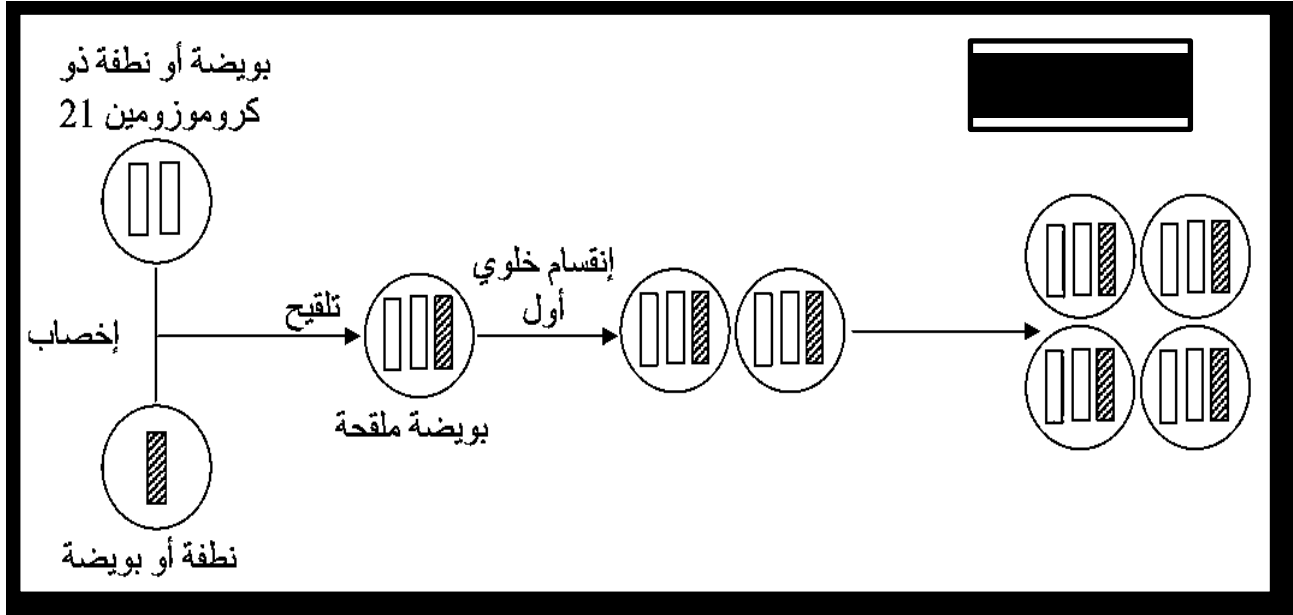 بويضة أو نطفة ذو
كروموزومين 21
إخصاب
تلقيح
إنقسام خلوي
أول
بويضة ملقحة
نطفة أو بويضة